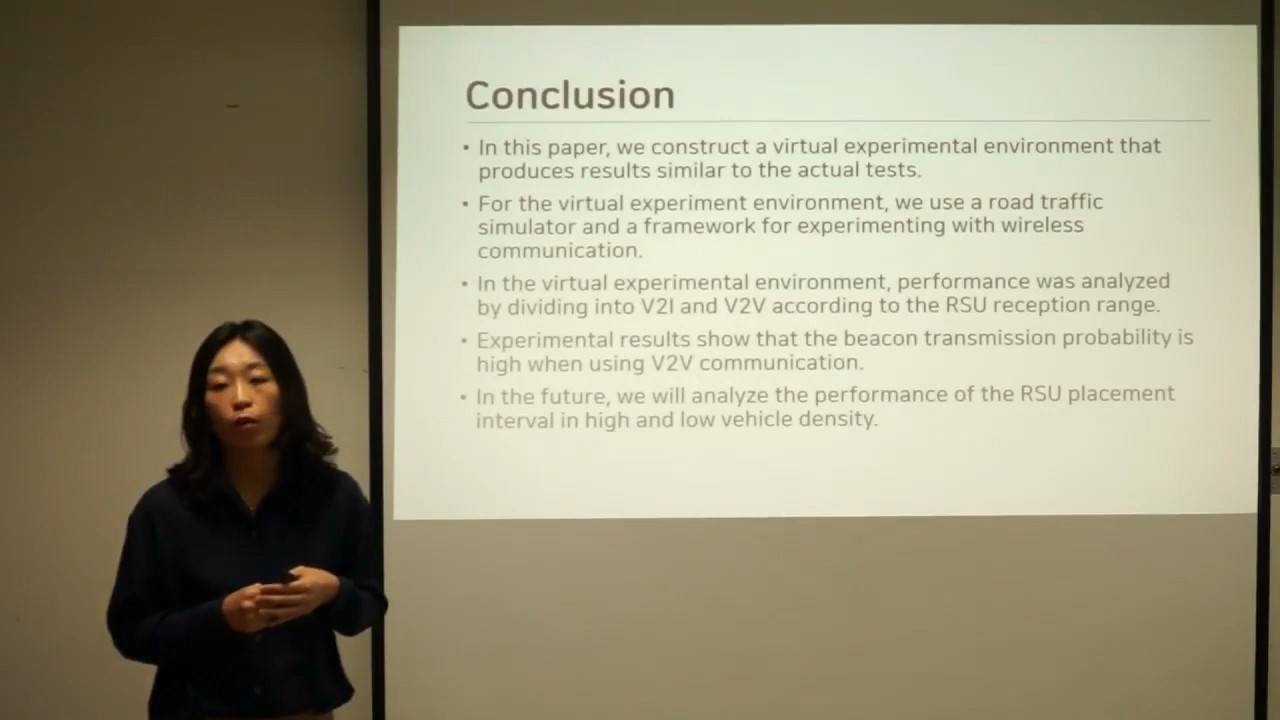 Conclusion
• In this paper, we construct a virtual experimental environment that
produces results similar to the actual tests.
• For the virtual experiment environment, we use a road traffic
simulator and a framework for experimenting with wireless
communication.
• In the virtual experimental environment, performance was analyzed
by dividing into V2I and V2V according to the RSU reception range.
• Experimental results show that the beacon transmission probability is
high when using V2V communication.
• In the future, we will analyze the performance of the RSU placement
interval in high and low vehicle density.